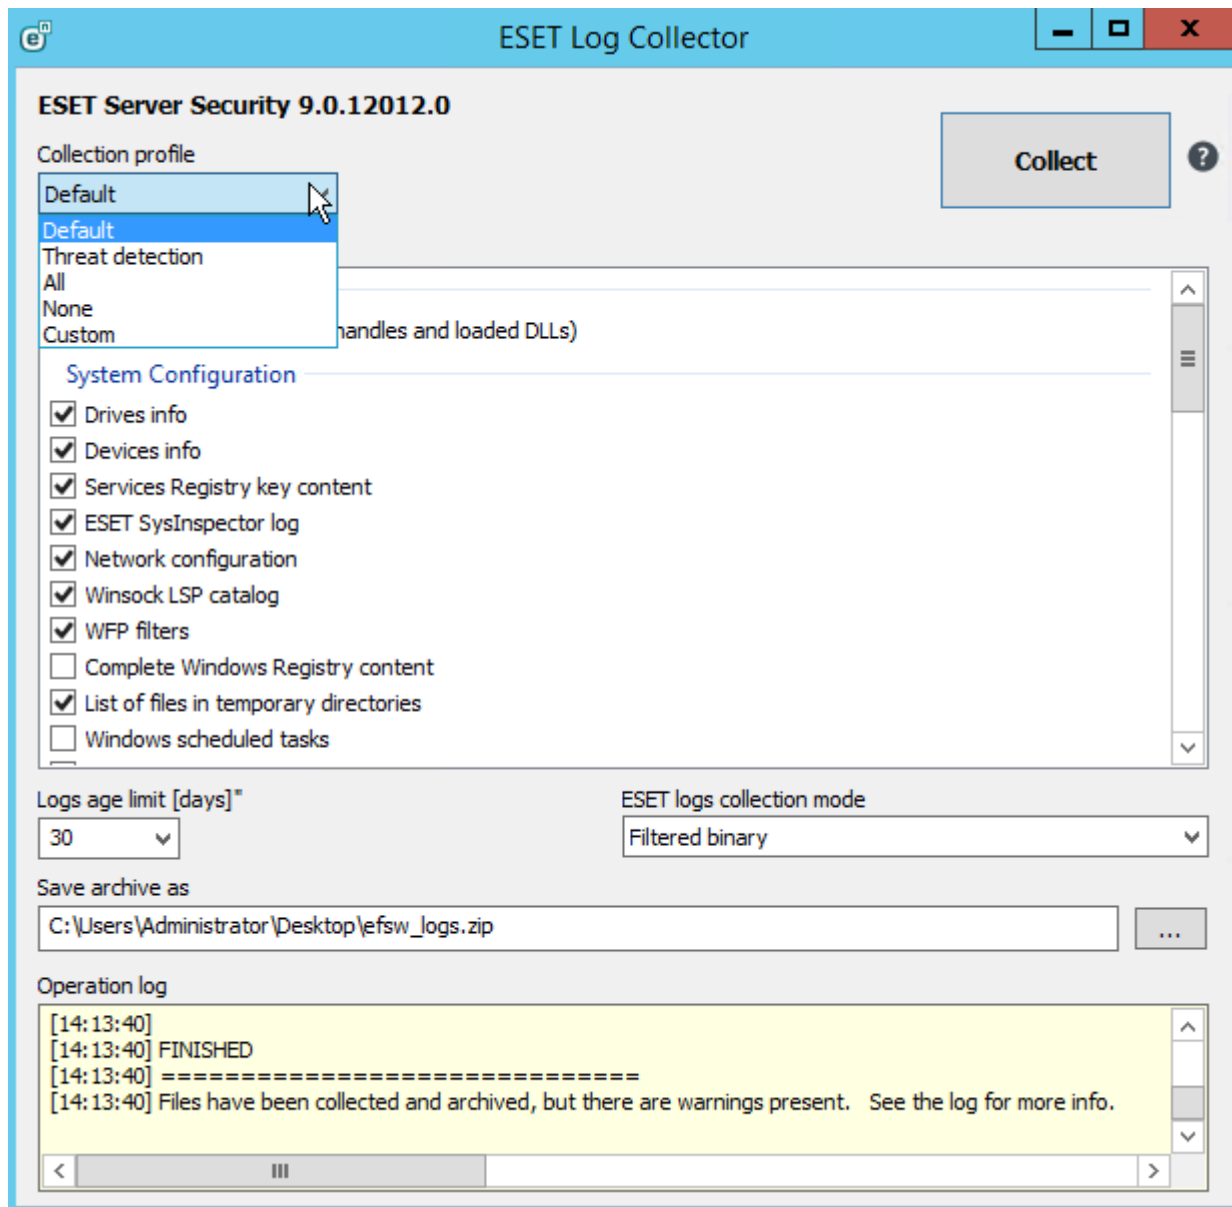 ESET Log Collector
ESET Server Security 9.0.12012.0
Collection profile
Collect
Default
Default
Threat detection
All
None
Custom
handles and loaded DLLs)
System Configuration
Drives info
Devices info
Services Registry key content
ESET SysInspector log
Network configuration
Winsock LSP catalog
WFP filters
Complete Windows Registry content
List of files in temporary directories
Windows scheduled tasks
Logs age limit [days]"
ESET logs collection mode
30
Filtered binary
Save archive as
C:\Users\Administrator\Desktop\efsw_logs.zip
...
Operation log
[14:13:40]
[14:13:40] FINISHED
[14:13:40] ==============================
[14:13:40] Files have been collected and archived, but there are warnings present.   See the log for more info.